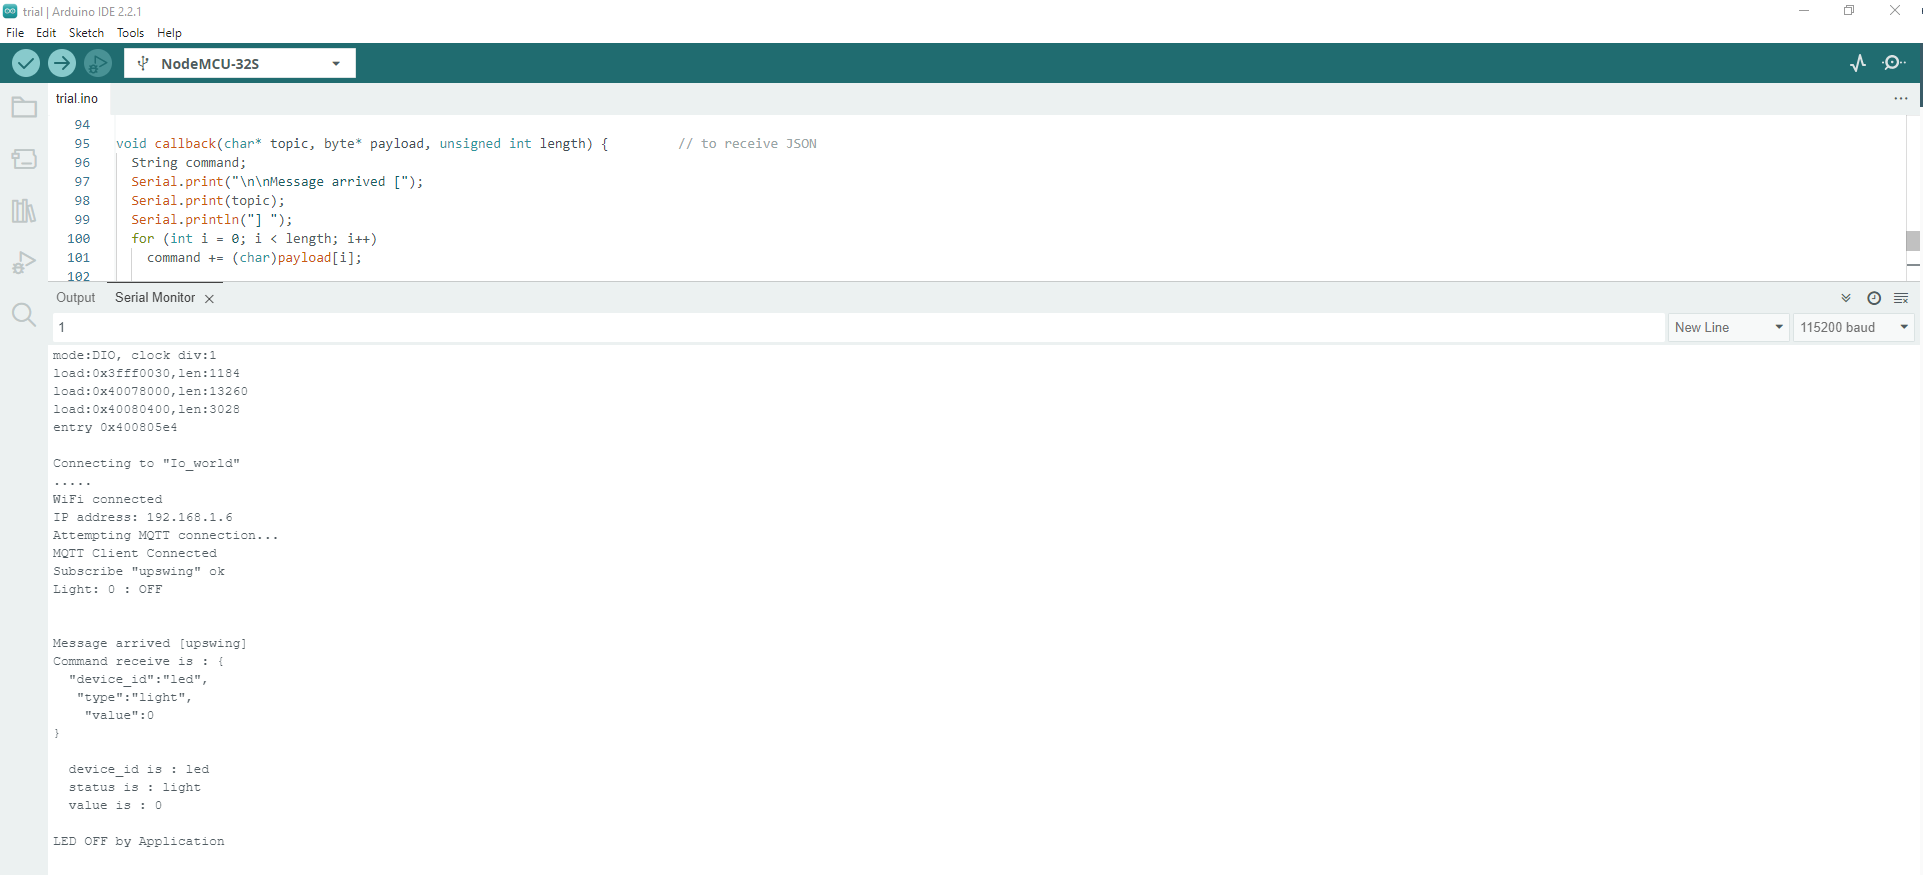 trial | Arduino IDE 2.2.1
File Edit Sketch Tools Help
NodeMCU-32S
trial.ino
94
95 void callback(char* topic, byte* payload, unsigned int length) { // to receive JSON
96 String command;
97 Serial.print("\n\nMessage arrived [");
98 Serial.print(topic);
99 Serial.println("] ");
100 for (int i = 0; i < length; i++)
101 command += (char)payload[i];
102
Output Serial Monitor
1
New Line 115200 baud
mode:DIO, clock div:1
load:0x3fff0030,len:1184
load:0x40078000,len:13260
load:0x40080400,len:3028
entry 0x400805e4
Connecting to "Io_world"
.....
WiFi connected
IP address: 192.168.1.6
Attempting MQTT connection...
MQTT Client Connected
Subscribe "upswing" ok
Light: 0 : OFF
Message arrived [upswing]
Command receive is : {
"device_id":"led",
"type":"light",
"value":0
}
device_id is : led
status is : light
value is : 0
LED OFF by Application